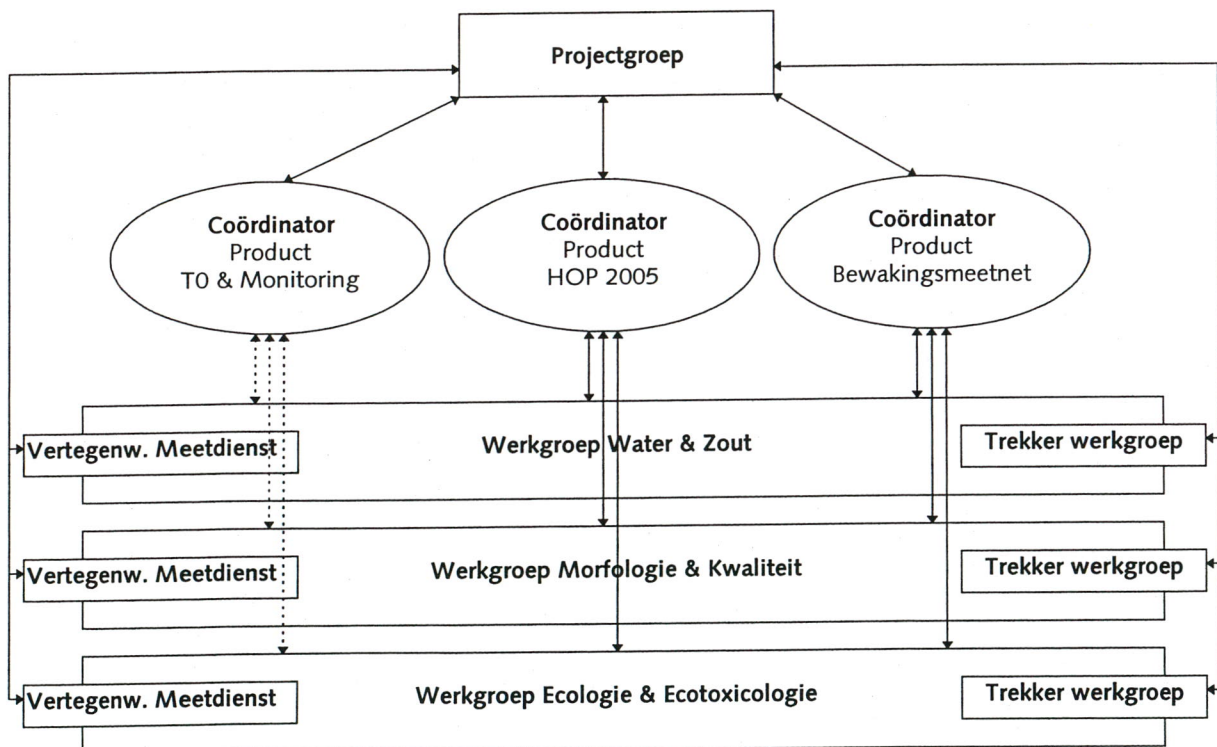 Projectgroep
Coördinator
Product
T0 & Monitoring
Coördinator
Product
HOP 2005
Coördinator
Product
Bewakingsmeetnet
Vertegenw. Meetdienst
Werkgroep Water & Zout
Trekker werkgroep
Vertegenw. Meetdienst
Werkgroep Morfologie & Kwaliteit
Trekker werkgroep
Vertegenw. Meetdienst
Werkgroep Ecologie & Ecotoxicologie
Trekker werkgroep